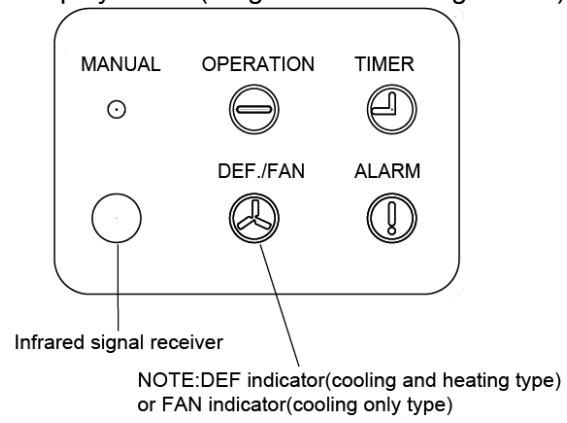 MANUAL OPERATION TIMER
DEF./FAN ALARM
Infrared signal receiver
NOTE:DEF indicator(cooling and heating type)
or FAN indicator(cooling only type)